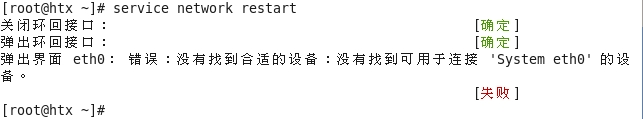 [root@htx ~]# service network restart
关闭环回接口： [确定]
弹出环回接口： [确定]
弹出界面 eth0： 错误：没有找到合适的设备：没有找到可用于连接 'System eth0' 的设
备。
[失败]
[root@htx ~]#